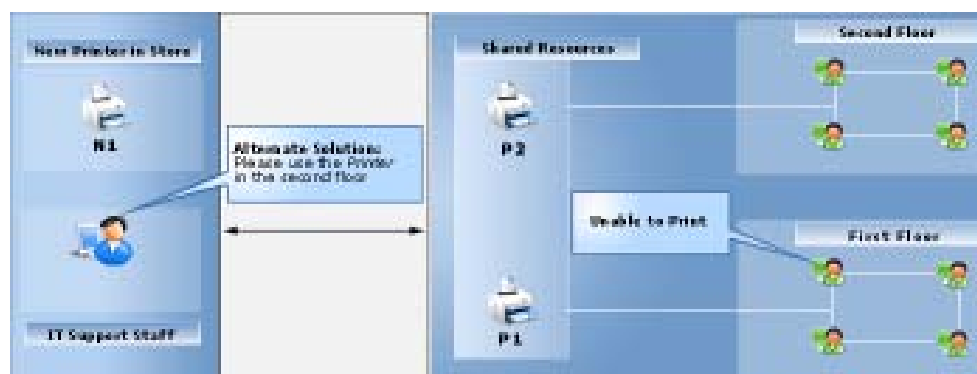 New Printer in Store
N1
Alternate Solution:
Please use the Printer
in the second floor
IT Support Staff
Shared Resources
P2
P1
Unable to Print
Second Floor
First Floor